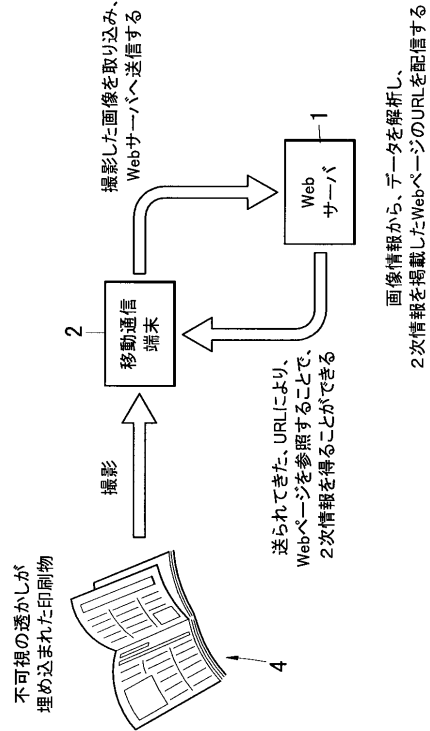 不可視の透かしが
埋め込まれた印刷物
4
撮影
2
移動通信
端末
撮影した画像を取り込み、
Webサーバへ送信する
Web
サーバ
1
送られてきた、URLにより、
Webページを参照することで、
2次情報を得ることができる
画像情報から、データを解析し、
2次情報を掲載したWebページのURLを配信する